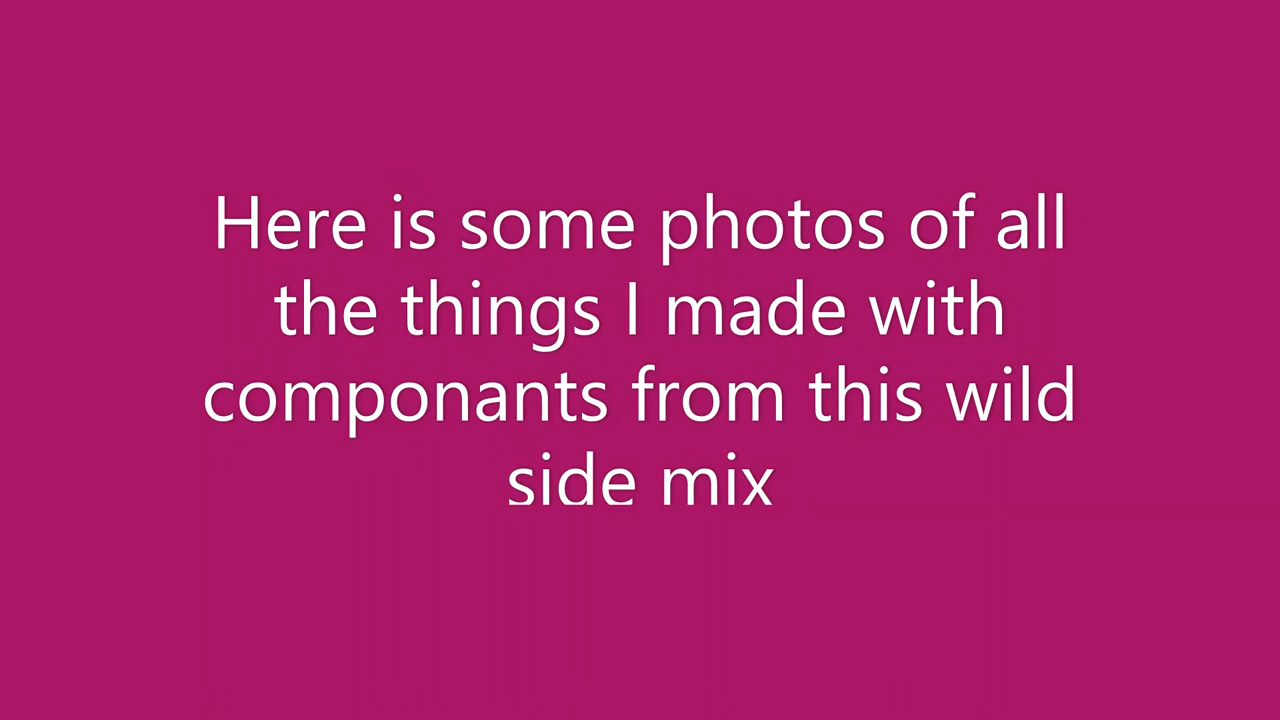 Here is some photos of all
the things I made with
componants from this wild
side mix